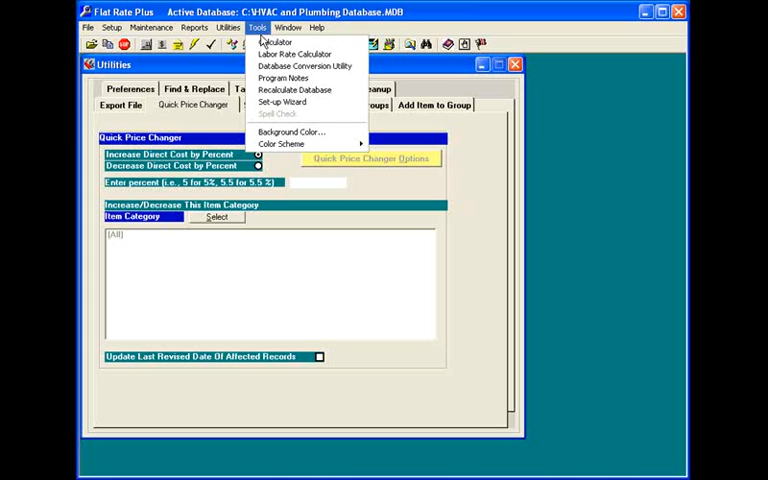 Flat Rate Plus Active Database: C:\HVAC and Plumbing Database.MDB
File Setup Maintenance Reports Utilities Tools Window Help
Labor Rate Calculator
Database Conversion Utility
Program Notes
Recalculate Database
Set-up Wizard
Spell Check
Background Color...
Color Scheme
Utilities
Preferences Find & Replace
Export File Quick Price Changer Add Item to Group
Quick Price Changer
Increase Direct Cost by Percent
Decrease Direct Cost by Percent
Quick Price Changer Options
Enter percent (i.e., 5 for 5%, 5.5 for 5.5 %)
Increase/Decrease This Item Category
Item Category Select
[All]
Update Last Revised Date Of Affected Records